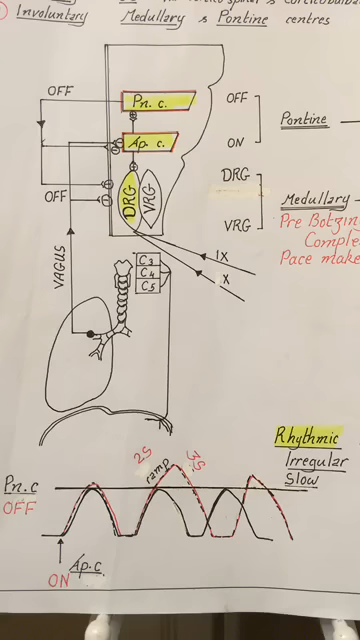 Involuntary Medullary & Pontine centres
OFF
Pn. c.
OFF
Pontine
Ap. c.
ON
DRG
VRG
DRG
OFF
Medullary
VRG
Pre Botzin
Comple
Pace make
IX
X
VAGUS
C3
C4
C5
Rhythmic
Irregular
Slow
2S
ramp
3S
Pn. c
OFF
Ap. c.
ON